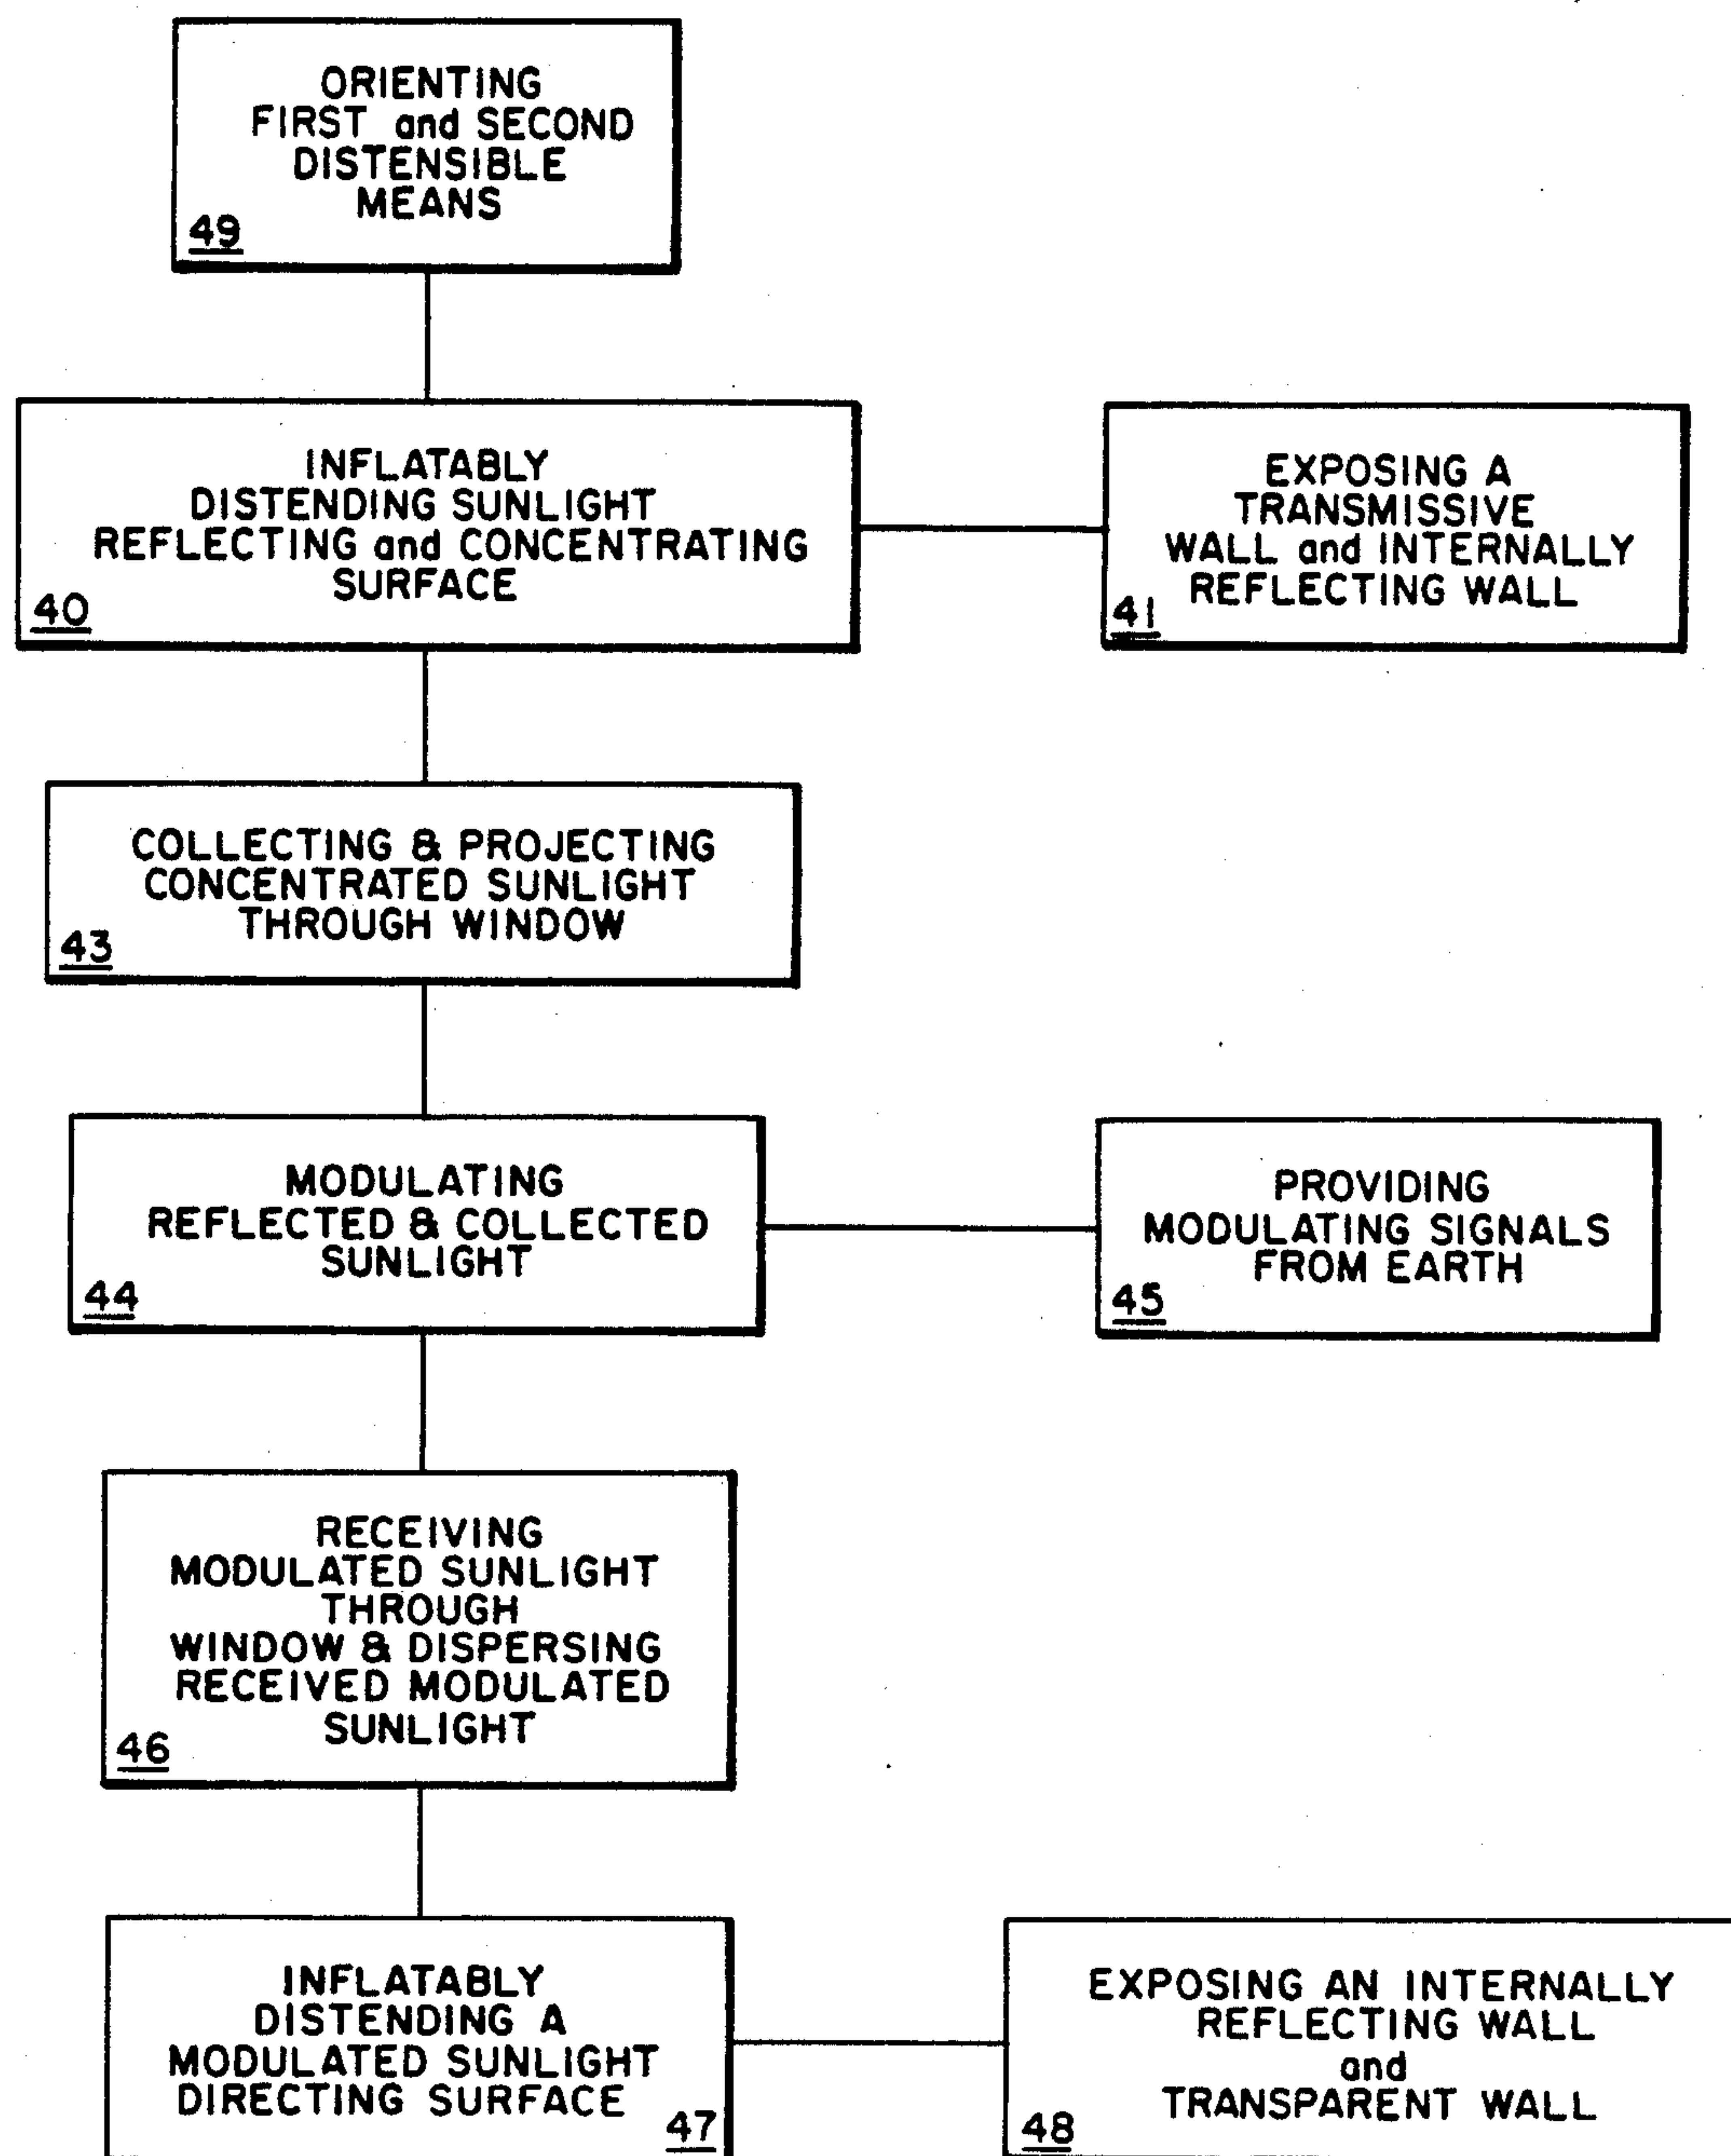 ORIENTING
FIRST and SECOND
DISTENSIBLE
MEANS
49
INFLATABLY
DISTENDING SUNLIGHT
REFLECTING and CONCENTRATING
SURFACE
40
EXPOSING A
TRANSMISSIVE
WALL and INTERNALLY
REFLECTING WALL
41
COLLECTING & PROJECTING
CONCENTRATED SUNLIGHT
THROUGH WINDOW
43
MODULATING
REFLECTED & COLLECTED
SUNLIGHT
44
PROVIDING
MODULATING SIGNALS
FROM EARTH
45
RECEIVING
MODULATED SUNLIGHT
THROUGH
WINDOW & DISPERSING
RECEIVED MODULATED
SUNLIGHT
46
INFLATABLY
DISTENDING A
MODULATED SUNLIGHT
DIRECTING SURFACE
47
EXPOSING AN INTERNALLY
REFLECTING WALL
and
TRANSPARENT WALL
48